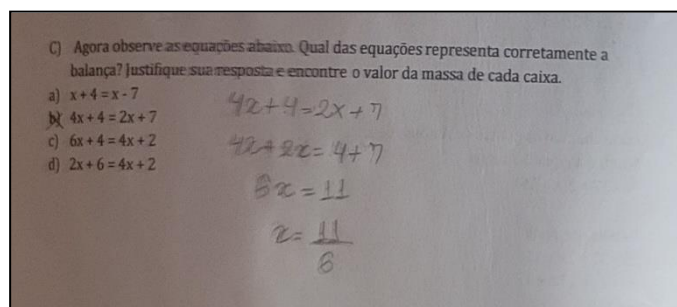 C) Agora observe as equações abaixo. Qual das equações representa corretamente a
balança? Justifique sua resposta e encontre o valor da massa de cada caixa.
a) x + 4 = x - 7
b) 4x + 4 = 2x + 7
c) 6x + 4 = 4x + 2
d) 2x + 6 = 4x + 2
4x + 4 = 2x + 7
4x + 2x = 4 + 7
6x = 11
x = 11/6